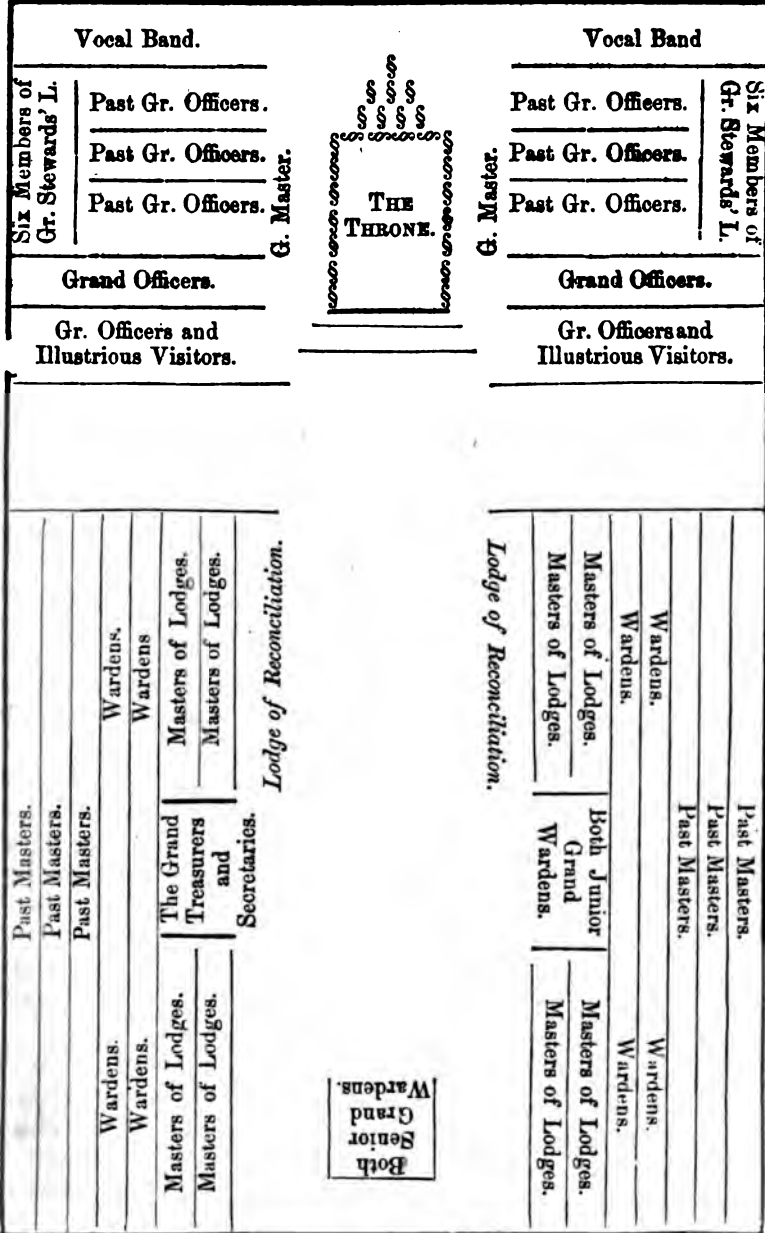 Vocal Band.
Six Members of
Gr. Stewards' L.
Past Gr. Officers.
Past Gr. Officers.
Past Gr. Officers.
G. Master.
Grand Officers.
Gr. Officers and
Illustrious Visitors.
THE
THRONE.
Vocal Band
G. Master.
Past Gr. Officers.
Past Gr. Officers.
Past Gr. Officers.
Six Members of
Gr. Stewards' L.
Grand Officers.
Gr. Officers and
Illustrious Visitors.
Past Masters.
Past Masters.
Past Masters.
Wardens.
Wardens.
Wardens
Wardens.
Masters of Lodges.
Masters of Lodges.
The Grand
Treasurers
and
Secretaries.
Masters of Lodges.
Masters of Lodges.
Lodge of Reconciliation.
Both
Senior
Grand
Wardens.
Lodge of Reconciliation.
Masters of Lodges.
Masters of Lodges.
Both Junior
Grand
Wardens.
Masters of Lodges.
Masters of Lodges.
Wardens.
Wardens.
Wardens.
Wardens.
Past Masters.
Past Masters.
Past Masters.